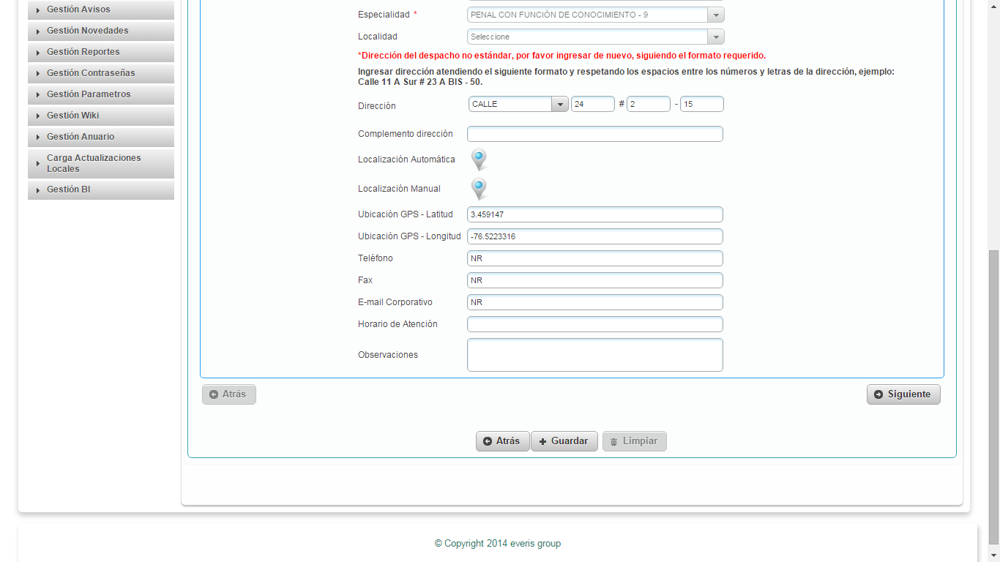 Gestión Avisos
Gestión Novedades
Gestión Reportes
Gestión Contraseñas
Gestión Parametros
Gestión Wiki
Gestión Anuario
Carga Actualizaciones
Locales
Gestión BI
Especialidad * PENAL CON FUNCIÓN DE CONOCIMIENTO - 9
Localidad Seleccione
*Dirección del despacho no estándar, por favor ingresar de nuevo, siguiendo el formato requerido.
Ingresar dirección atendiendo el siguiente formato y respetando los espacios entre los números y letras de la dirección, ejemplo:
Calle 11 A Sur # 23 A BIS - 50.
Dirección CALLE 24 # 2 - 15
Complemento dirección
Localización Automática
Localización Manual
Ubicación GPS - Latitud 3.459147
Ubicación GPS - Longitud -76.5223316
Teléfono NR
Fax NR
E-mail Corporativo NR
Horario de Atención
Observaciones
Atrás Siguiente
Atrás Guardar Limpiar
© Copyright 2014 everis group